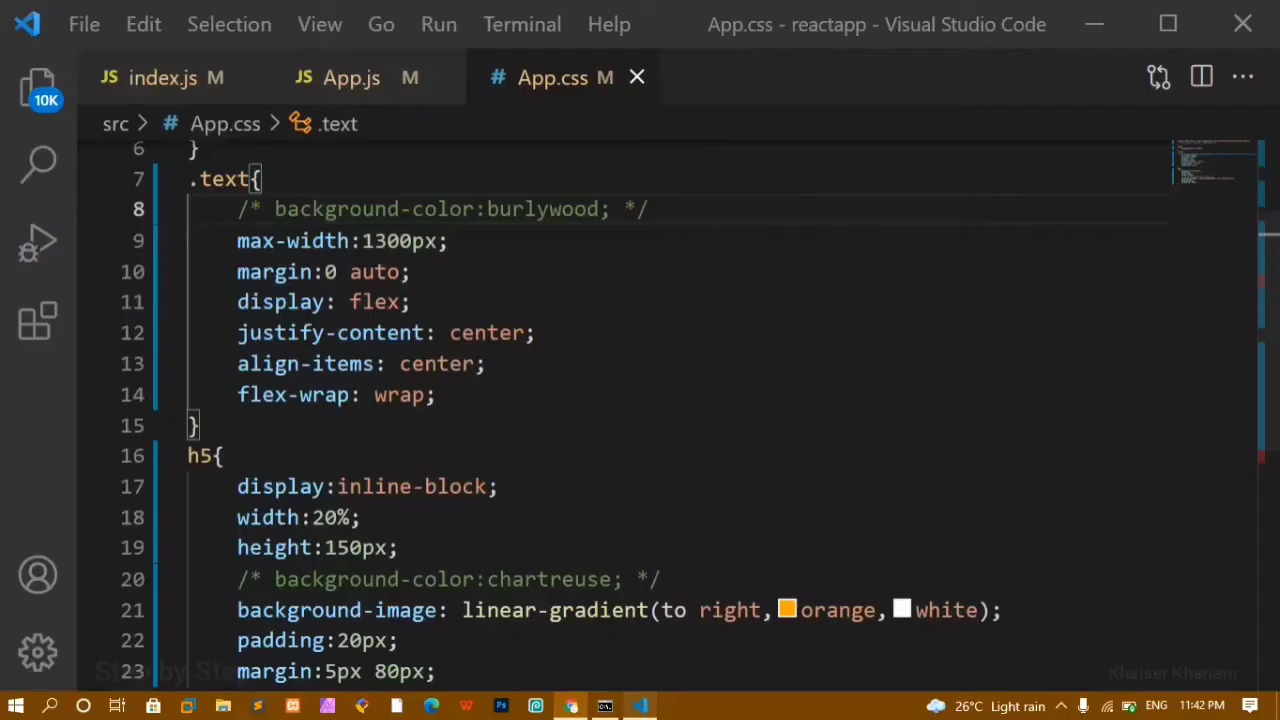 File Edit Selection View Go Run Terminal Help App.css - reactapp - Visual Studio Code
JS index.js M JS App.js M # App.css M
src > # App.css > .text
10K
6 }
7 .text{
8 /* background-color:burlywood; */
9 max-width:1300px;
10 margin:0 auto;
11 display: flex;
12 justify-content: center;
13 align-items: center;
14 flex-wrap: wrap;
15 }
16 h5{
17 display:inline-block;
18 width:20%;
19 height:150px;
20 /* background-color:chartreuse; */
21 background-image: linear-gradient(to right,orange,white);
22 padding:20px;
23 margin:5px 80px;
Khaiser Khanam
26°C Light rain ENG 11:42 PM